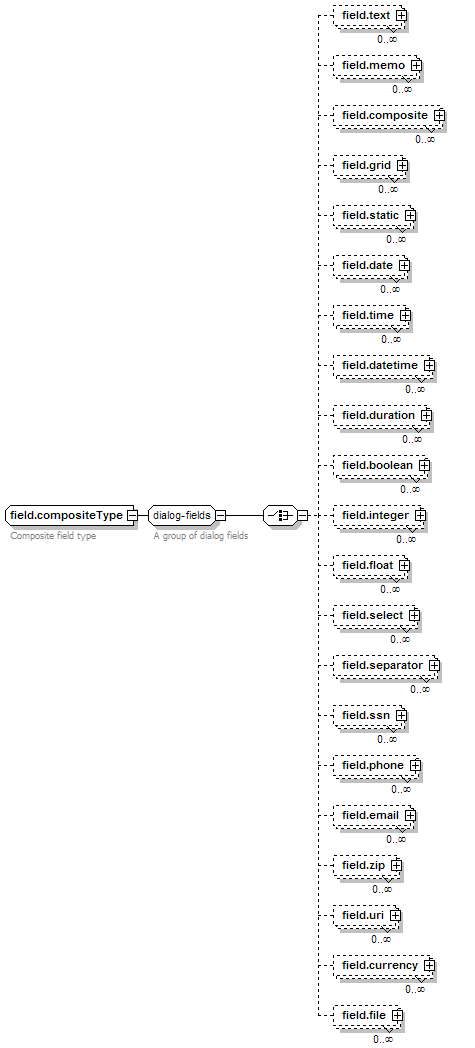 field.text
0..∞
field.memo
0..∞
field.composite
0..∞
field.grid
0..∞
field.static
0..∞
field.date
0..∞
field.time
0..∞
field.datetime
0..∞
field.duration
0..∞
field.boolean
0..∞
field.compositeType
Composite field type
dialog-fields
A group of dialog fields
field.integer
0..∞
field.float
0..∞
field.select
0..∞
field.separator
0..∞
field.ssn
0..∞
field.phone
0..∞
field.email
0..∞
field.zip
0..∞
field.uri
0..∞
field.currency
0..∞
field.file
0..∞